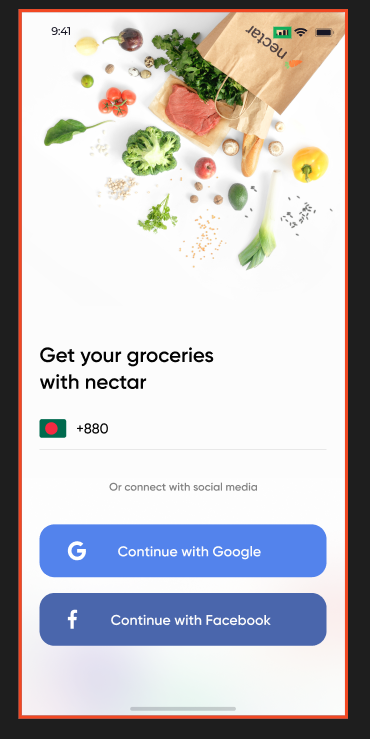 9:41
nectar
Get your groceries
with nectar
+880
Or connect with social media
G Continue with Google
f Continue with Facebook